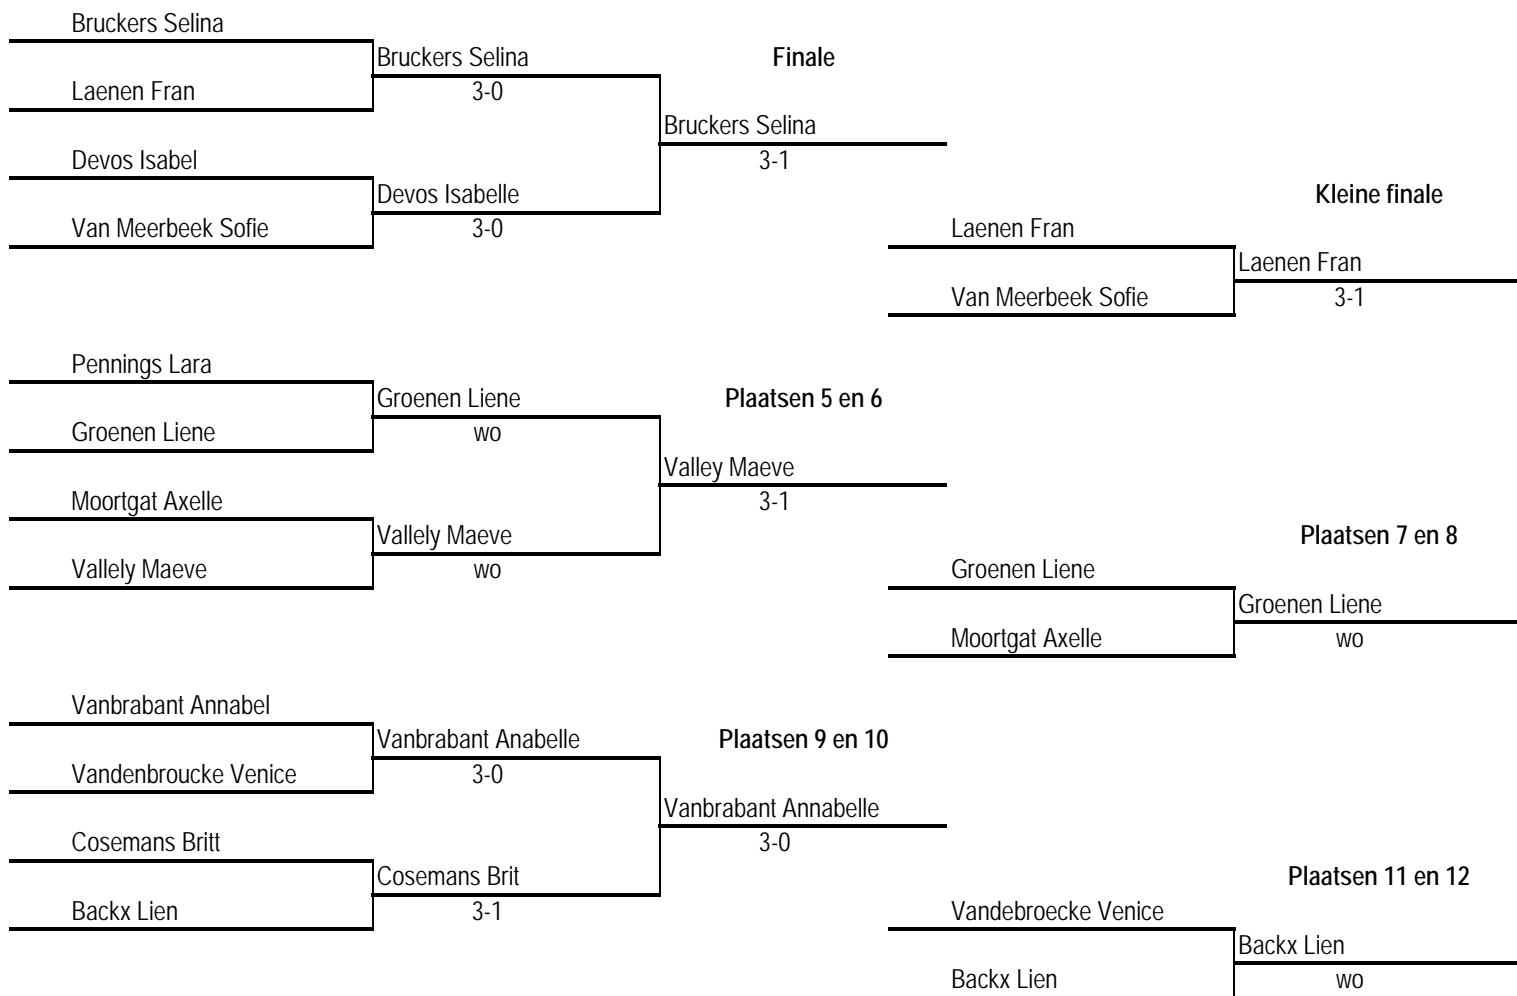 Bruckers Selina
Bruckers Selina
Finale
Laenen Fran
3-0
Bruckers Selina
Devos Isabel
3-1
Devos Isabelle
Kleine finale
Van Meerbeek Sofie
3-0
Laenen Fran
Laenen Fran
Van Meerbeek Sofie
3-1
Pennings Lara
Groenen Liene
Plaatsen 5 en 6
Groenen Liene
wo
Valley Maeve
Moortgat Axelle
3-1
Vallely Maeve
Plaatsen 7 en 8
Vallely Maeve
wo
Groenen Liene
Groenen Liene
Moortgat Axelle
wo
Vanbrabant Annabel
Vanbrabant Anabelle
Plaatsen 9 en 10
Vandenbroucke Venice
3-0
Vanbrabant Annabelle
Cosemans Britt
3-0
Cosemans Brit
Plaatsen 11 en 12
Backx Lien
3-1
Vandebroecke Venice
Backx Lien
Backx Lien
wo